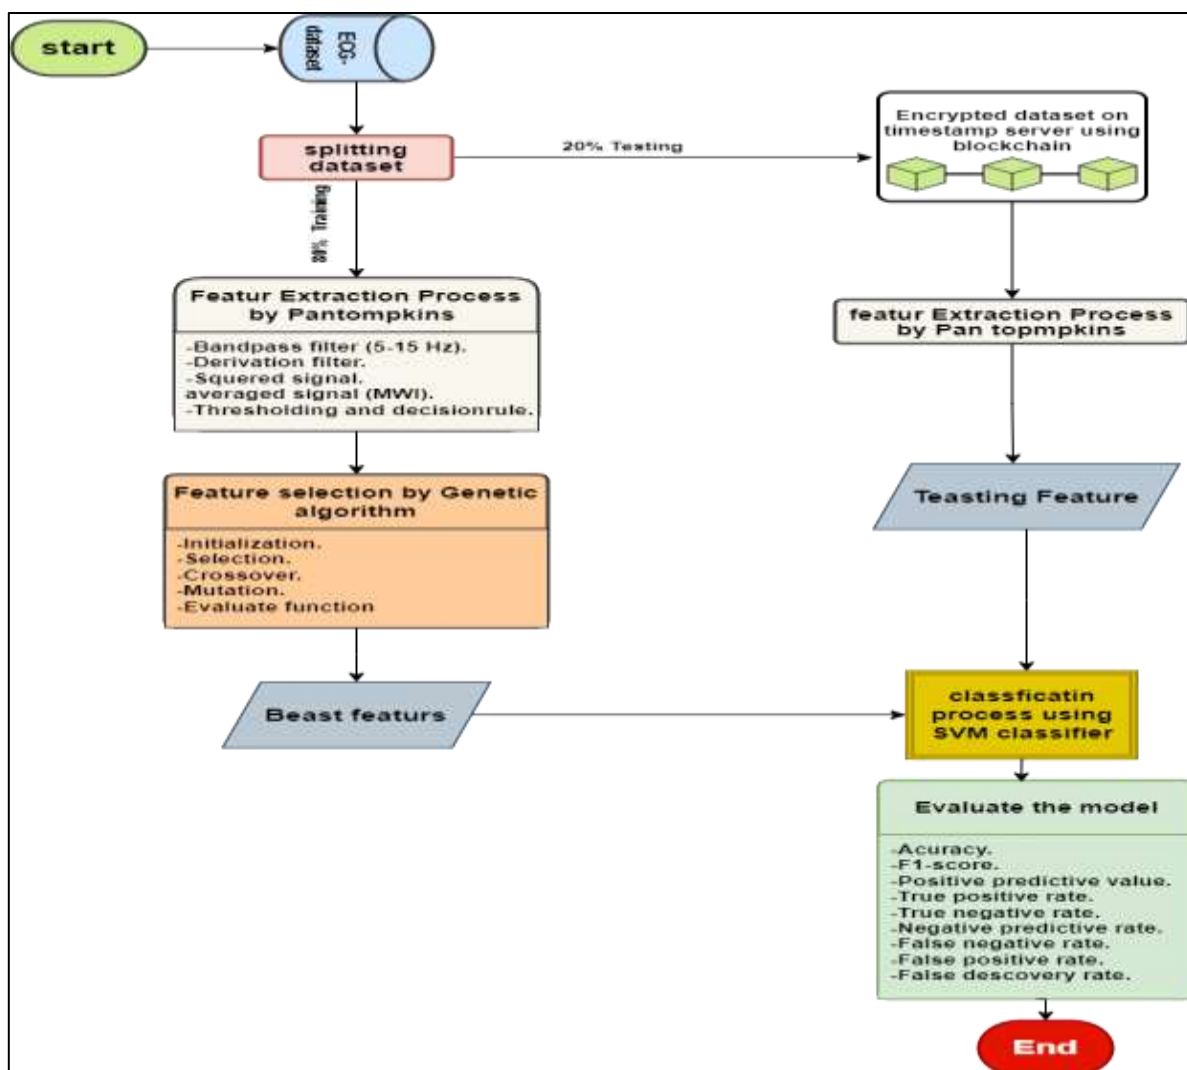 start
ECG-
dataset
splitting
dataset
20% Testing
80% Training
Encrypted dataset on
timestamp server using
blockchain
Featur Extraction Process
by Pantompkins
-Bandpass filter (5-15 Hz).
-Derivation filter.
-Squered signal.
averaged signal (MWI).
-Thresholding and decisionrule.
featur Extraction Process
by Pan topmpkins
Feature selection by Genetic
algorithm
-Initialization.
-Selection.
-Crossover.
-Mutation.
-Evaluate function
Teasting Feature
Beast featurs
classficatin
process using
SVM classifier
Evaluate the model
-Acuracy.
-F1-score.
-Positive predictive value.
-True positive rate.
-True negative rate.
-Negative predictive rate.
-False negative rate.
-False positive rate.
-False descovery rate.
End